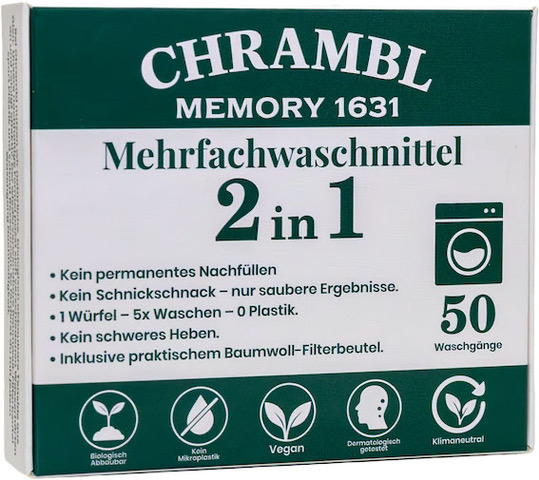 CHRAMBL
MEMORY 1631
Mehrfachwaschmittel
2 in 1
• Kein permanentes Nachfüllen
• Kein Schnickschnack – nur saubere Ergebnisse.
• 1 Würfel – 5x Waschen – 0 Plastik.
• Kein schweres Heben.
• Inklusive praktischem Baumwoll-Filterbeutel.
50
Waschgänge
Biologisch
Abbaubar
Kein
Mikroplastik
Vegan
Dermatologisch
getestet
Klimaneutral